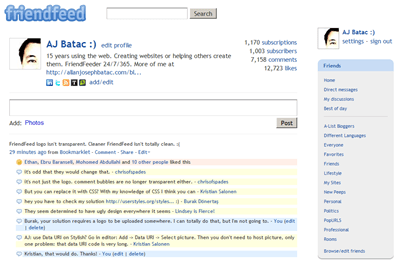 friendfeed
Search
AJ Batac :) edit profile
15 years using the web. Creating websites or helping others create
them. FriendFeeder 24/7/365. More of me at
http://allanjosephbatac.com/bl...
add/edit
1,170 subscriptions
1,003 subscribers
7,158 comments
12,723 likes
Post
Add: Photos
FriendFeed logo isn't transparent. Cleaner FriendFeed isn't totally clean. :(
29 minutes ago from Bookmarklet - Comment - Share - Edit
Ethan, Ebru Baranseli, Mohomed Abdullahi and 10 other people liked this
It's odd that they would change that. - chrisofspades
It's not just the logo. comment bubbles are no longer transparent either. - chrisofspades
But you can replace it with CSS! With my knowledge of CSS I think you can - Kristian Salonen
hey you have to check my solution http://userstyles.org/styles... :) - Burak Dönertaş
They seem determined to have ugly design everywhere it seems. - Lindsey is Fierce!
Burak, your solution requires a logo to be uploaded somewhere. I can totally do that, but I'm not going to. - You (edit
| delete)
AJ: use Data URI on Stylish? Go in editor: Add -> Data URI -> Select picture. Then you don't need to host picture, only
one problem: that data URI code is very long. - Kristian Salonen
Kristian, that would do. Thanks! - You (edit | delete)
AJ Batac :)
settings - sign out
Friends
Home
Direct messages
My discussions
Best of day
A-List Bloggers
Different Languages
Everyone
Favorites
Friends
Lifestyle
My Sites
New Peeps
Personal
Politics
PopURLS
Professional
Rooms
Browse/edit friends